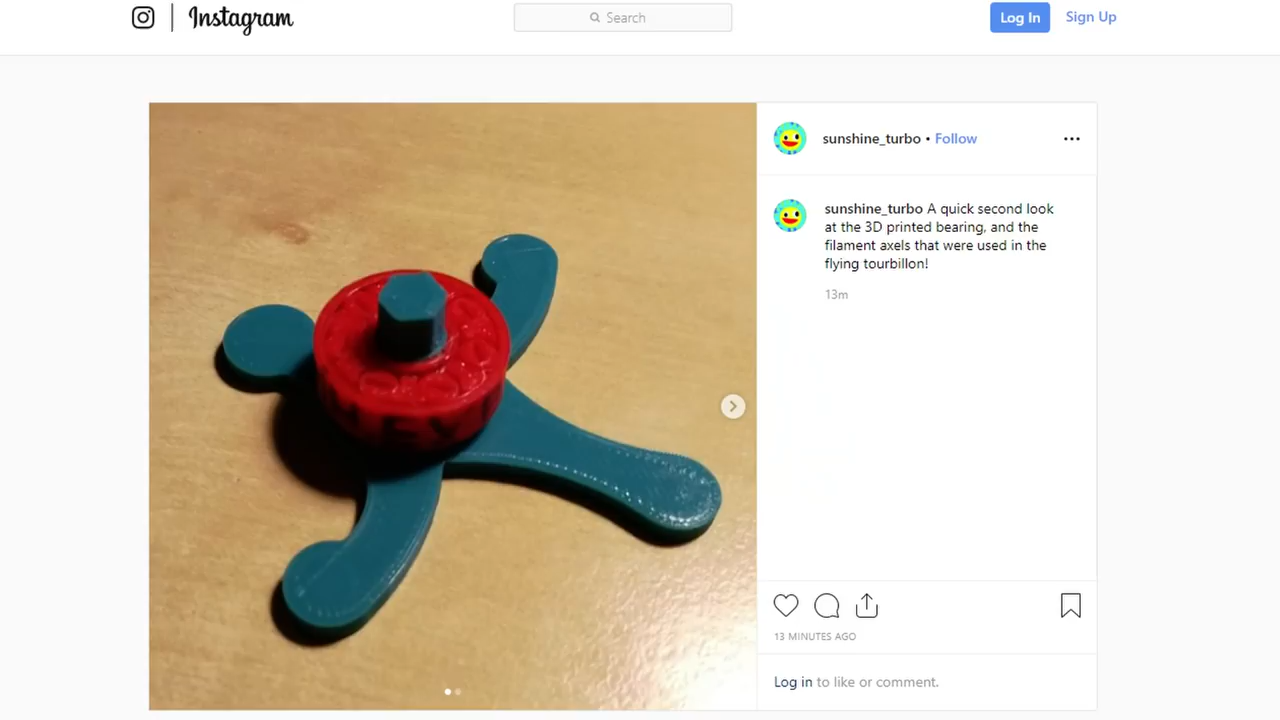 Instagram
Search
Log In
Sign Up
sunshine_turbo • Follow
sunshine_turbo A quick second look
at the 3D printed bearing, and the
filament axels that were used in the
flying tourbillon!
13m
13 MINUTES AGO
Log in to like or comment.